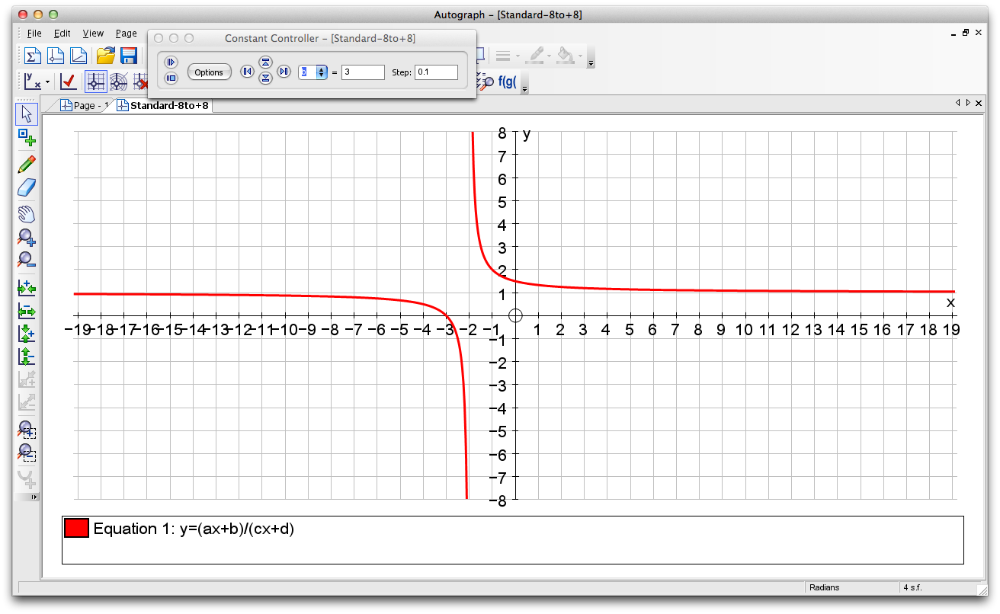 Autograph – [Standard-8to+8]
File Edit View Page
Constant Controller – [Standard-8to+8]
Options
= 3
Step: 0.1
y x
f(g(
Page - 1
Standard-8to+8
8 y
7
6
5
4
3
2
1
x
−19 −18 −17 −16 −15 −14 −13 −12 −11 −10 −9 −8 −7 −6 −5 −4 −3 −2 −1 1 2 3 4 5 6 7 8 9 10 11 12 13 14 15 16 17 18 19
−1
−2
−3
−4
−5
−6
−7
−8
Equation 1: y=(ax+b)/(cx+d)
Radians
4 s.f.